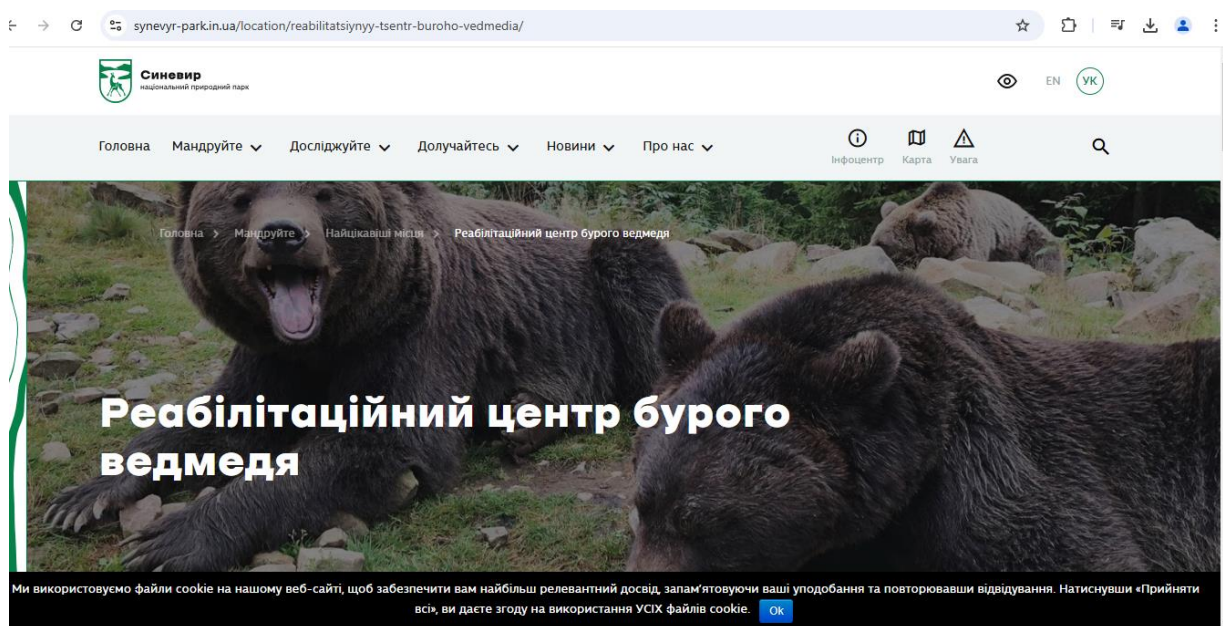 synevyr-park.in.ua/location/reabilitatsiynyy-tsentr-buroho-vedmedia/
Синевир
національний природний парк
EN УК
Головна Мандруйте Досліджуйте Долучайтесь Новини Про нас
Інфоцентр Карта Увага
Головна > Мандруйте > Найцікавіші місця > Реабілітаційний центр бурого ведмедя
Реабілітаційний центр бурого
ведмедя
Ми використовуємо файли cookie на нашому веб-сайті, щоб забезпечити вам найбільш релевантний досвід, запам’ятовуючи ваші уподобання та повторювавши відвідування. Натиснувши «Прийняти
всі», ви даєте згоду на використання УСІХ файлів cookie. Ok